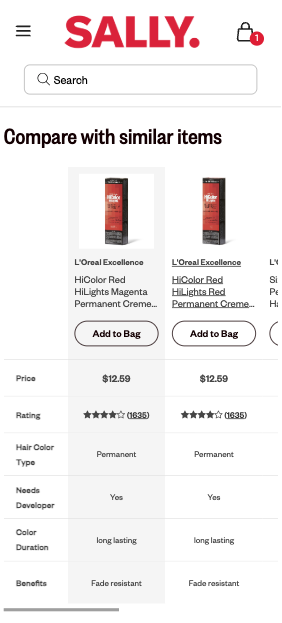 SALLY.
1
Search
Compare with similar items
L'Oreal Excellence
HiColor Red
HiLights Magenta
Permanent Creme...
Add to Bag
L'Oreal Excellence
HiColor Red
HiLights Red
Permanent Creme...
Add to Bag
Price $12.59 $12.59
Rating (1635) (1635)
Hair Color
Type
Permanent Permanent
Needs
Developer
Yes Yes
Color
Duration
long lasting long lasting
Benefits Fade resistant Fade resistant